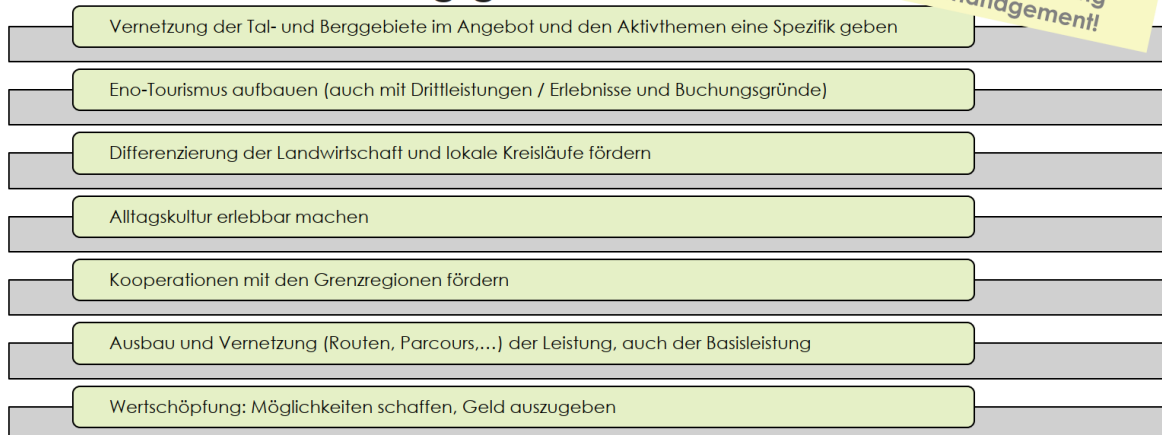 management!
Vernetzung der Tal- und Berggebiete im Angebot und den Aktivthemen eine Spezifik geben
Eno-Tourismus aufbauen (auch mit Drittleistungen / Erlebnisse und Buchungsgründe)
Differenzierung der Landwirtschaft und lokale Kreisläufe fördern
Alltagskultur erlebbar machen
Kooperationen mit den Grenzregionen fördern
Ausbau und Vernetzung (Routen, Parcours,...) der Leistung, auch der Basisleistung
Wertschöpfung: Möglichkeiten schaffen, Geld auszugeben